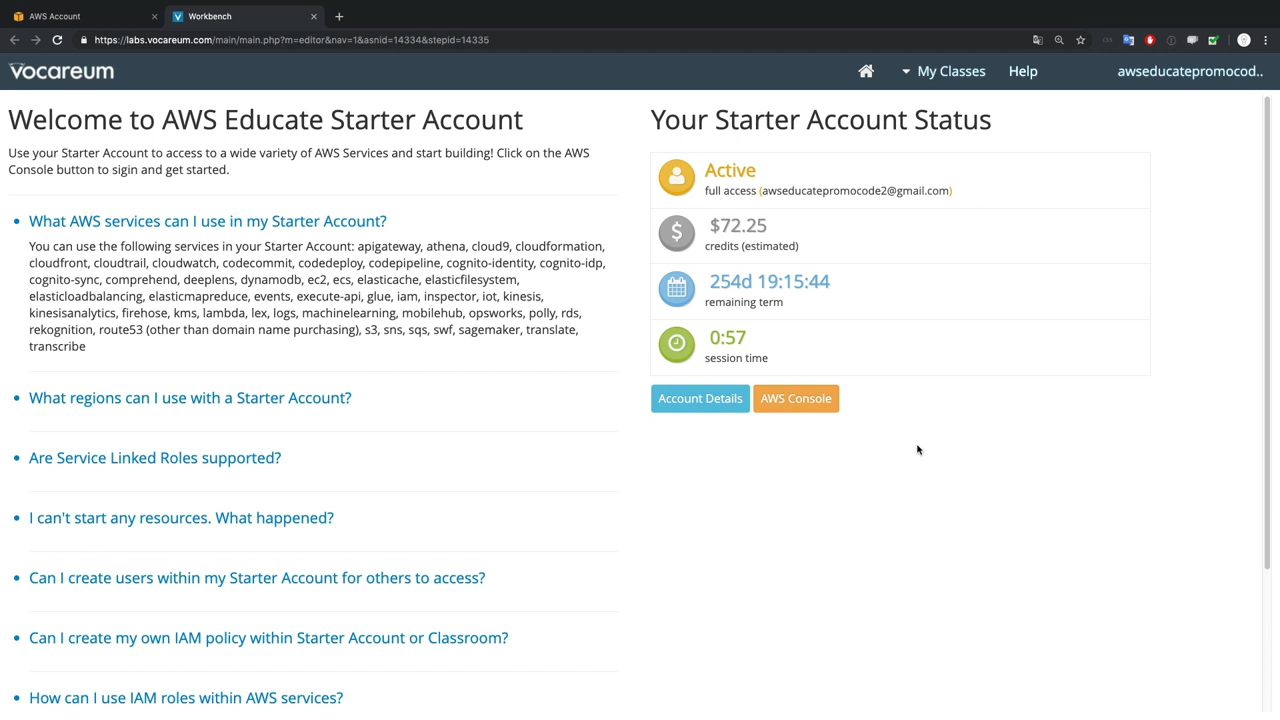 AWS Account
Workbench
https://labs.vocareum.com/main/main.php?m=editor&nav=1&asnid=14334&stepid=14335
vocareum
My Classes
Help
awseducatepromocod..
Welcome to AWS Educate Starter Account
Use your Starter Account to access to a wide variety of AWS Services and start building! Click on the AWS
Console button to sigin and get started.
What AWS services can I use in my Starter Account?
You can use the following services in your Starter Account: apigateway, athena, cloud9, cloudformation,
cloudfront, cloudtrail, cloudwatch, codecommit, codedeploy, codepipeline, cognito-identity, cognito-idp,
cognito-sync, comprehend, deeplens, dynamodb, ec2, ecs, elasticache, elasticfilesystem,
elasticloadbalancing, elasticmapreduce, events, execute-api, glue, iam, inspector, iot, kinesis,
kinesisanalytics, firehose, kms, lambda, lex, logs, machinelearning, mobilehub, opsworks, polly, rds,
rekognition, route53 (other than domain name purchasing), s3, sns, sqs, swf, sagemaker, translate,
transcribe
What regions can I use with a Starter Account?
Are Service Linked Roles supported?
I can't start any resources. What happened?
Can I create users within my Starter Account for others to access?
Can I create my own IAM policy within Starter Account or Classroom?
How can I use IAM roles within AWS services?
Your Starter Account Status
Active
full access (awseducatepromocode2@gmail.com)
$
$72.25
credits (estimated)
254d 19:15:44
remaining term
0:57
session time
Account Details
AWS Console